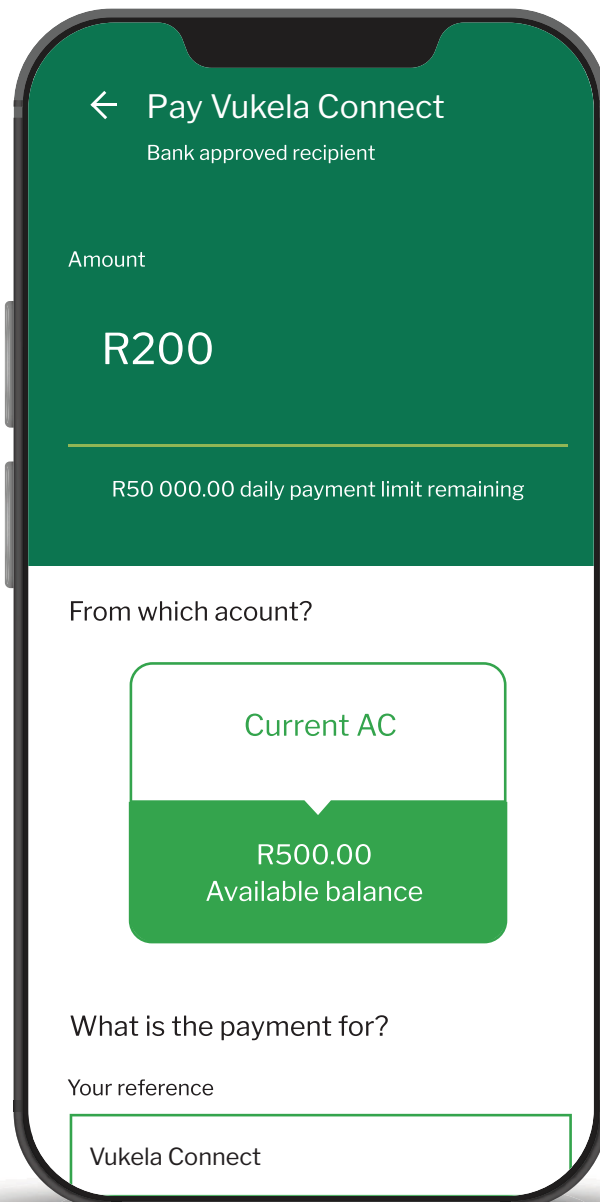 Pay Vukela Connect
Bank approved recipient
Amount
R200
R50 000.00 daily payment limit remaining
From which acount?
Current AC
R500.00
Available balance
What is the payment for?
Your reference
Vukela Connect